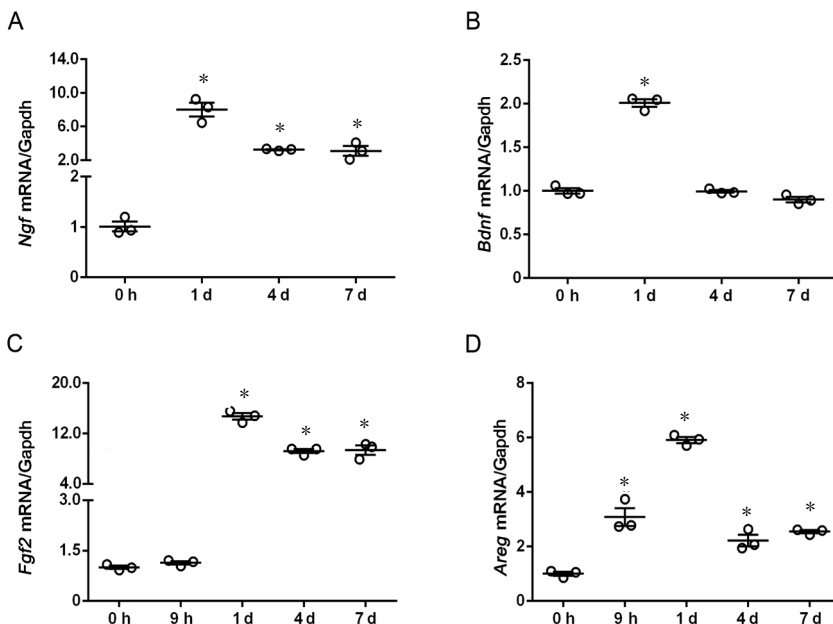 A
Ngf mRNA/Gapdh
14.0
10.0
6.0
2.0
2
1
0
*
*
*
0 h 1 d 4 d 7 d
B
Bdnf mRNA/Gapdh
2.5
2.0
1.5
1.0
0.5
0
*
0 h 1 d 4 d 7 d
C
Fgf2 mRNA/Gapdh
20.0
12.0
4.0
3.0
1.5
0
*
*
*
0 h 9 h 1 d 4 d 7 d
D
Areg mRNA/Gapdh
8
6
4
2
0
*
*
*
*
0 h 9 h 1 d 4 d 7 d